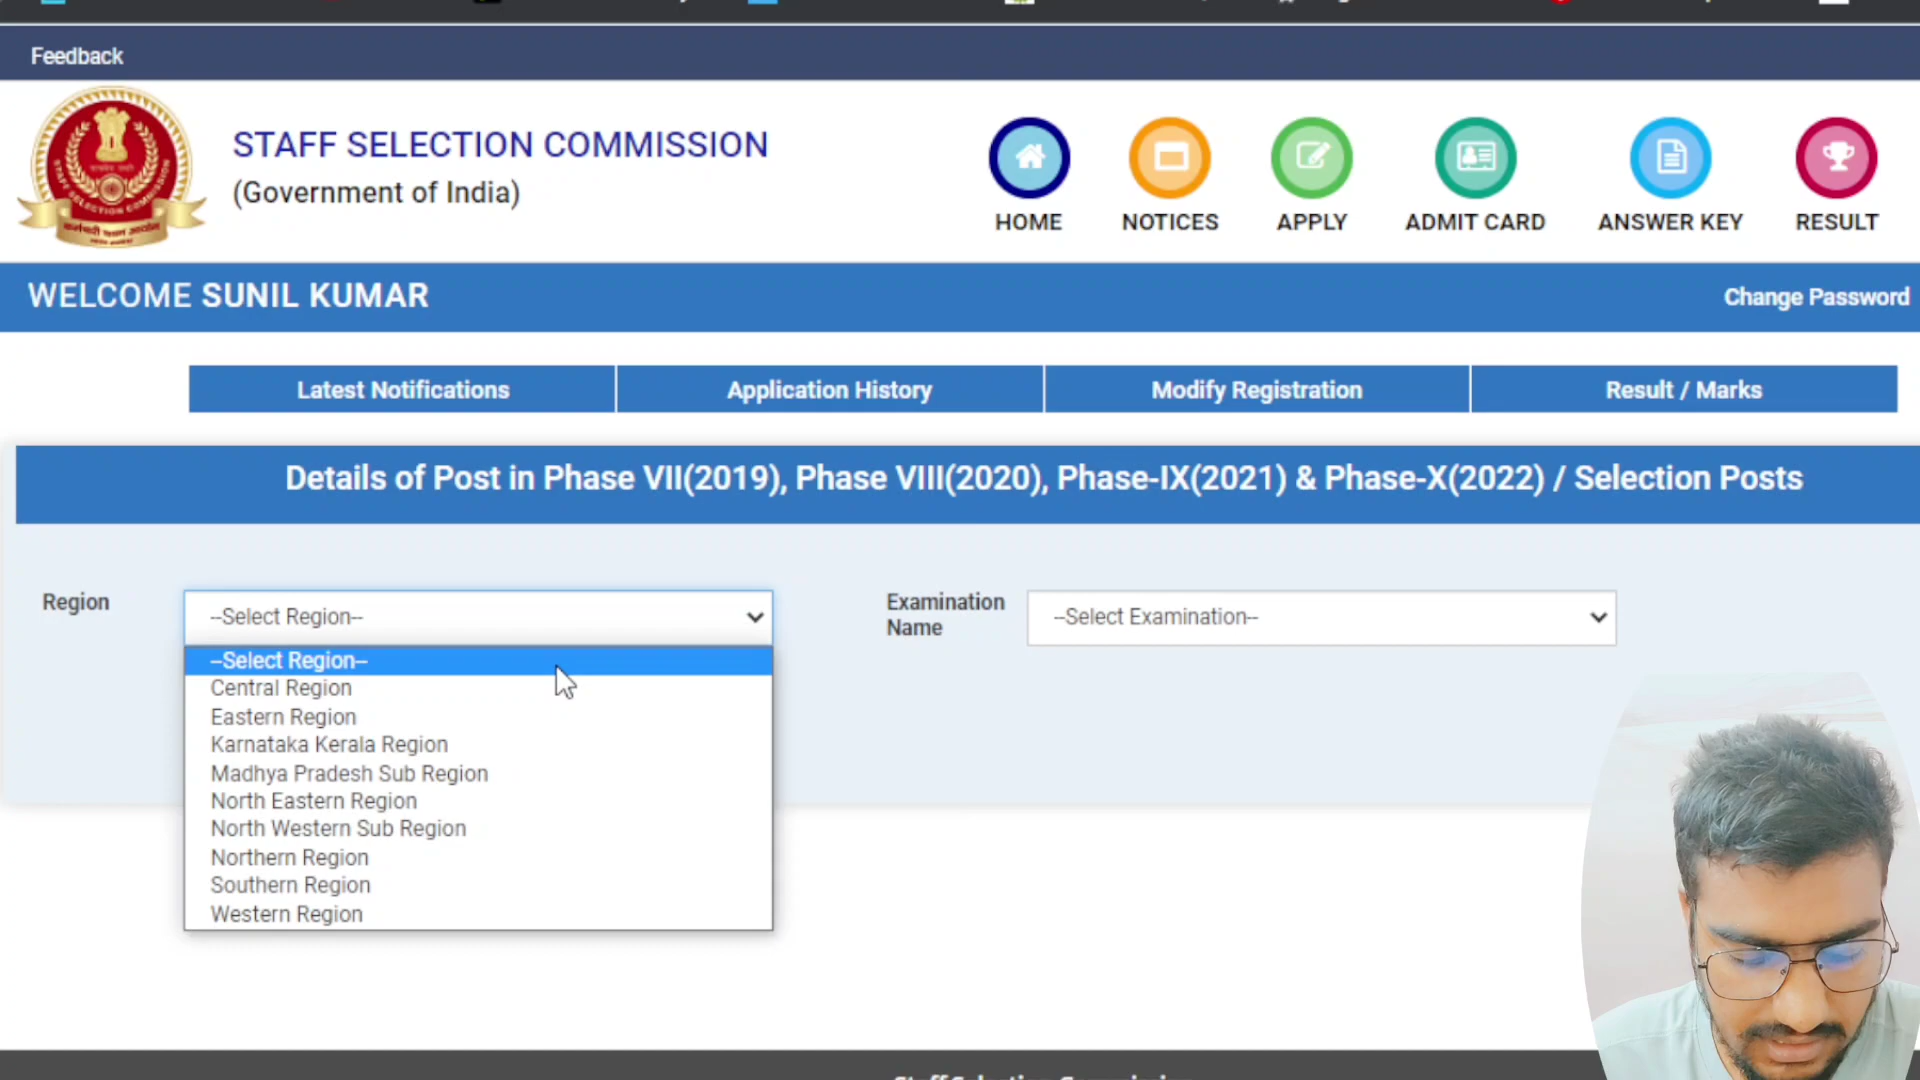 Feedback
STAFF SELECTION COMMISSION
(Government of India)
HOME
NOTICES
APPLY
ADMIT CARD
ANSWER KEY
RESULT
WELCOME SUNIL KUMAR
Change Password
Latest Notifications
Application History
Modify Registration
Result / Marks
Details of Post in Phase VII(2019), Phase VIII(2020), Phase-IX(2021) & Phase-X(2022) / Selection Posts
Region
--Select Region--
Examination
Name
--Select Examination--
--Select Region--
Central Region
Eastern Region
Karnataka Kerala Region
Madhya Pradesh Sub Region
North Eastern Region
North Western Sub Region
Northern Region
Southern Region
Western Region